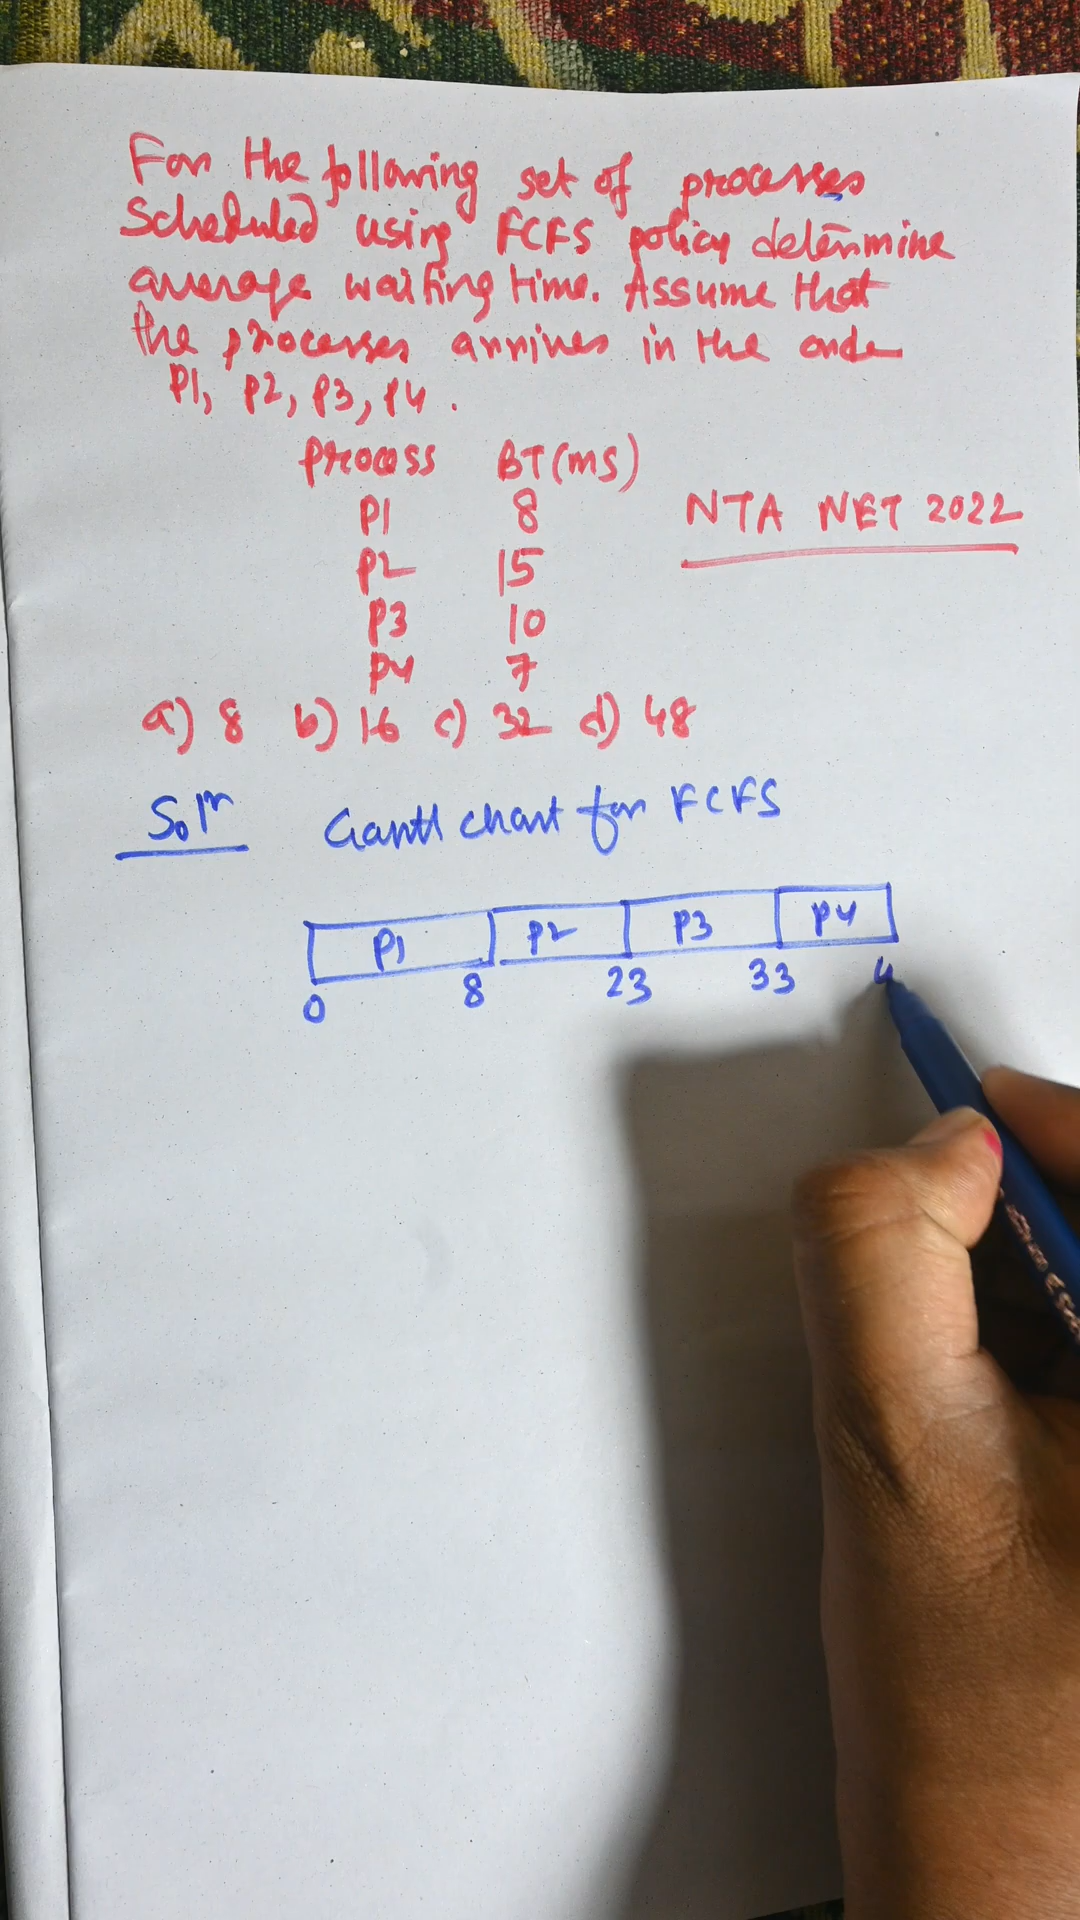 For the following set of processes
Scheduled using FCFS policy determine
average waiting time. Assume that
the processes arrives in the order
P1, P2, P3, P4.
Process BT(ms)
P1 8
NTA NET 2022
P2 15
P3 10
P4 7
a) 8 b) 16 c) 32 d) 48
Soln Gantt chart for FCFS
P1 P2 P3 P4
0 8 23 33 4